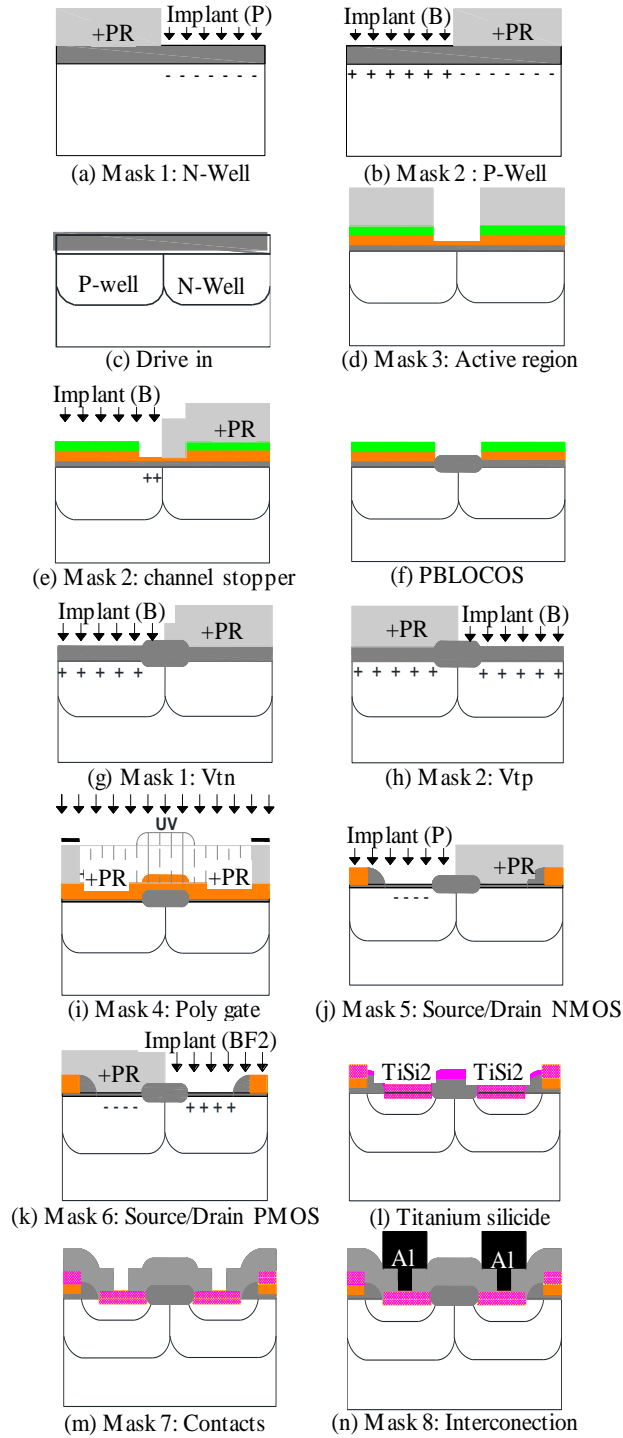 Implant (P)
+PR
- - - - - - -
(a) Mask 1: N-Well
Implant (B)
+PR
+ + + + + + - - - - - - -
(b) Mask 2 : P-Well
P-well
N-Well
(c) Drive in
(d) Mask 3: Active region
Implant (B)
+PR
++
(e) Mask 2: channel stopper
(f) PBLOCOS
Implant (B)
+PR
+ + + + +
(g) Mask 1: Vtn
Implant (B)
+PR
+ + + + + + + + + + +
(h) Mask 2: Vtp
UV
+PR +PR
(i) Mask 4: Poly gate
Implant (P)
+PR
- - - -
(j) Mask 5: Source/Drain NMOS
Implant (BF2)
+PR
- - - - + + + +
(k) Mask 6: Source/Drain PMOS
TiSi2 TiSi2
(l) Titanium silicide
(m) Mask 7: Contacts
Al Al
(n) Mask 8: Interconection